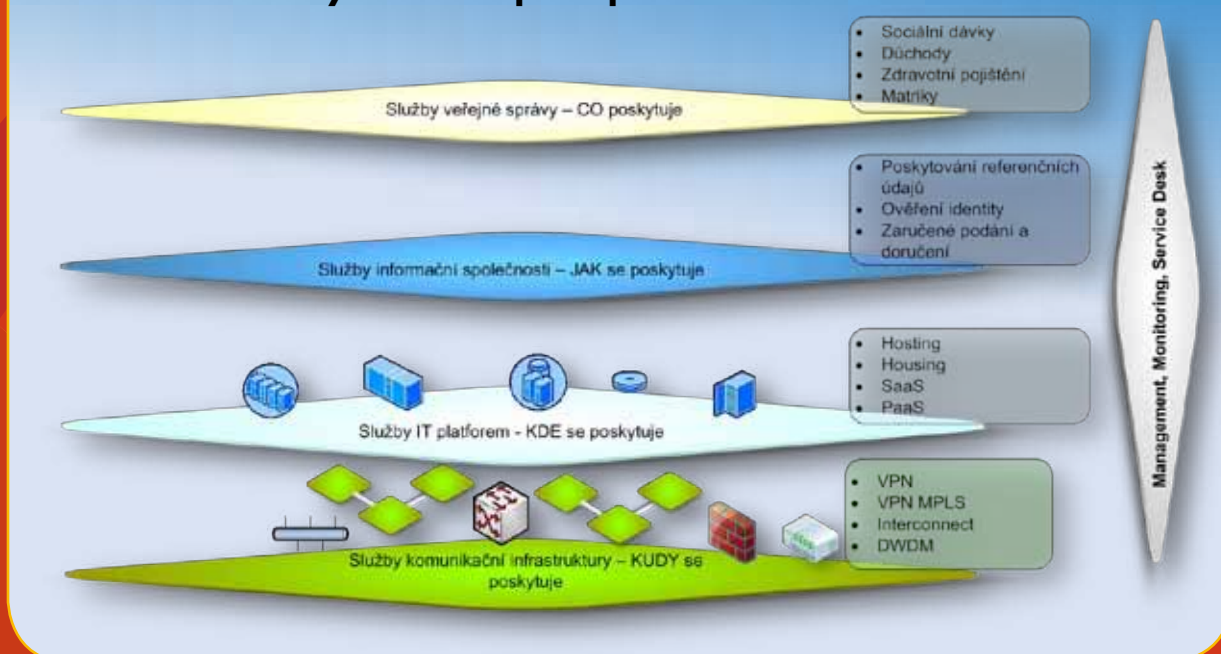 Služby veřejné správy – CO poskytuje
• Sociální dávky
• Důchody
• Zdravotní pojištění
• Matriky
Služby informační společnosti – JAK se poskytuje
• Poskytování referenčních
údajů
• Ověření identity
• Zaručené podání a
doručení
Služby IT platforem - KDE se poskytuje
• Hosting
• Housing
• SaaS
• PaaS
Služby komunikační infrastruktury – KUDY se
poskytuje
• VPN
• VPN MPLS
• Interconnect
• DWDM
Management, Monitoring, Service Desk